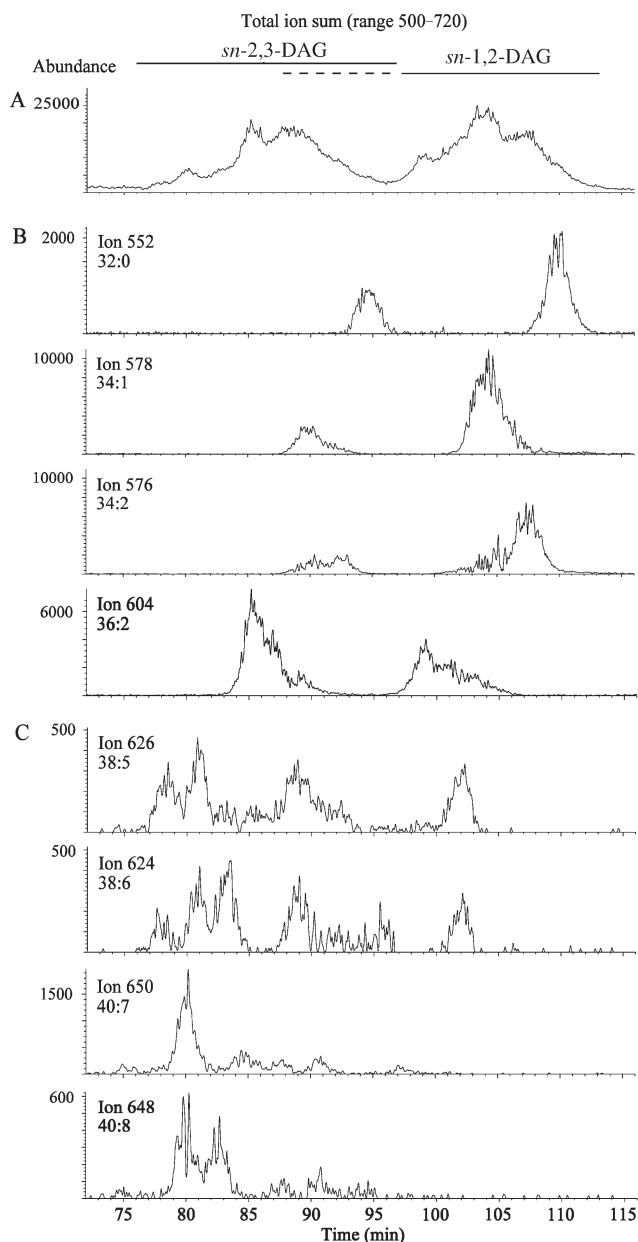 Total ion sum (range 500–720)
sn-2,3-DAG
sn-1,2-DAG
Abundance
A
25000
B
2000
Ion 552
32:0
10000
Ion 578
34:1
10000
Ion 576
34:2
6000
Ion 604
36:2
C
500
Ion 626
38:5
500
Ion 624
38:6
1500
Ion 650
40:7
600
Ion 648
40:8
75 80 85 90 95 100 105 110 115
Time (min)